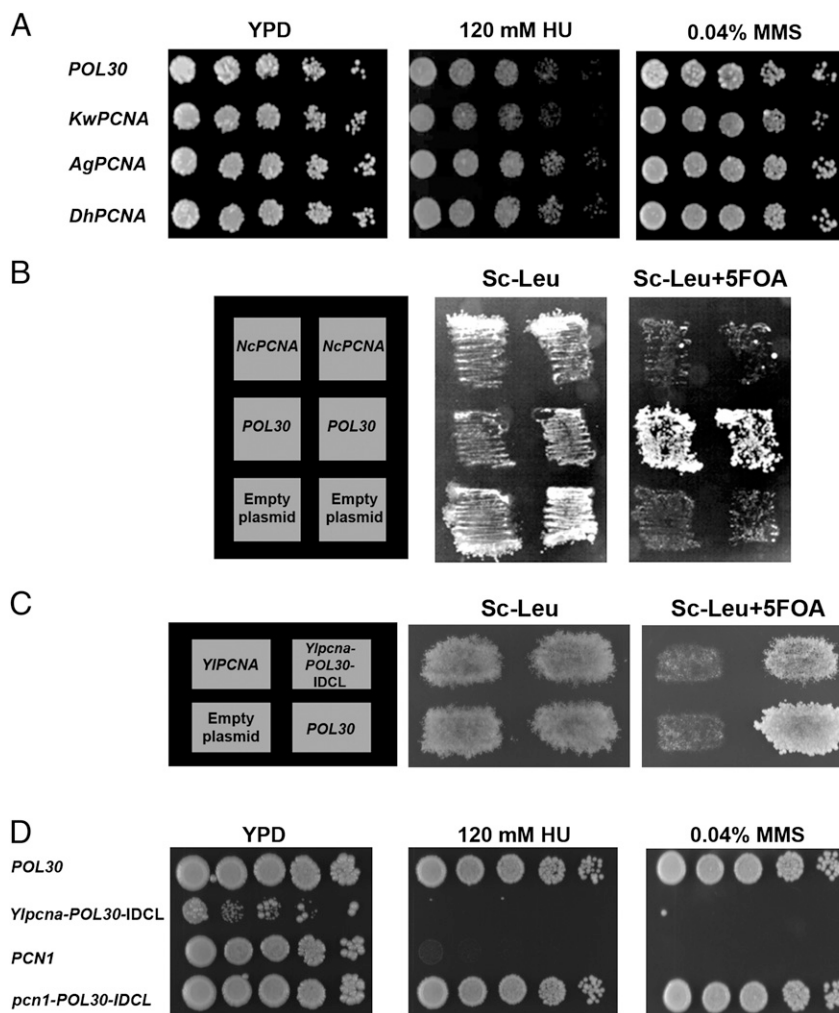 A
YPD 120 mM HU 0.04% MMS
POL30
KwPCNA
AgPCNA
DhPCNA
B
Sc-Leu Sc-Leu+5FOA
NcPCNA NcPCNA
POL30 POL30
Empty plasmid Empty plasmid
C
Sc-Leu Sc-Leu+5FOA
YlPCNA Ylpcna-POL30-IDCL
Empty plasmid POL30
D
YPD 120 mM HU 0.04% MMS
POL30
Ylpcna-POL30-IDCL
PCN1
pcn1-POL30-IDCL